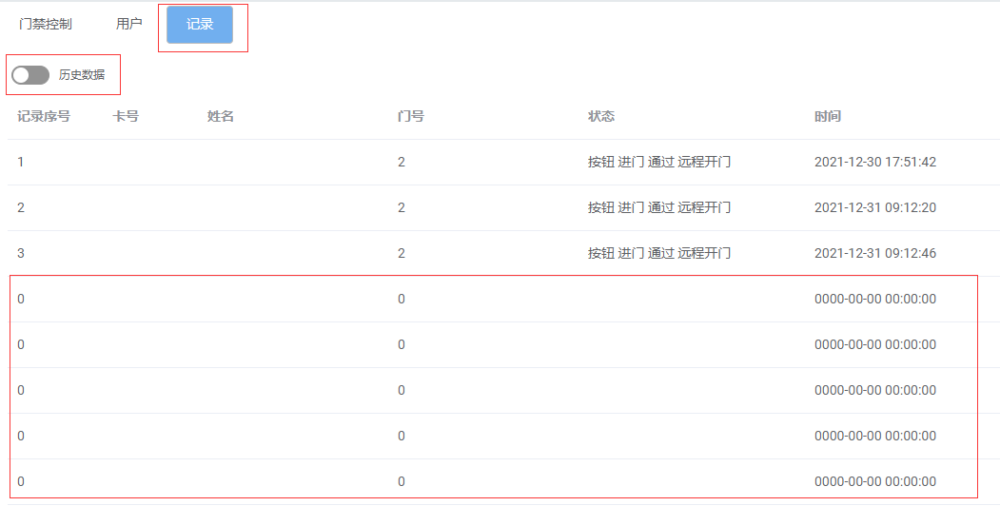 门禁控制 用户 记录
历史数据
记录序号 卡号 姓名 门号 状态 时间
1 2 按钮 进门 通过 远程开门 2021-12-30 17:51:42
2 2 按钮 进门 通过 远程开门 2021-12-31 09:12:20
3 2 按钮 进门 通过 远程开门 2021-12-31 09:12:46
0 0 0000-00-00 00:00:00
0 0 0000-00-00 00:00:00
0 0 0000-00-00 00:00:00
0 0 0000-00-00 00:00:00
0 0 0000-00-00 00:00:00